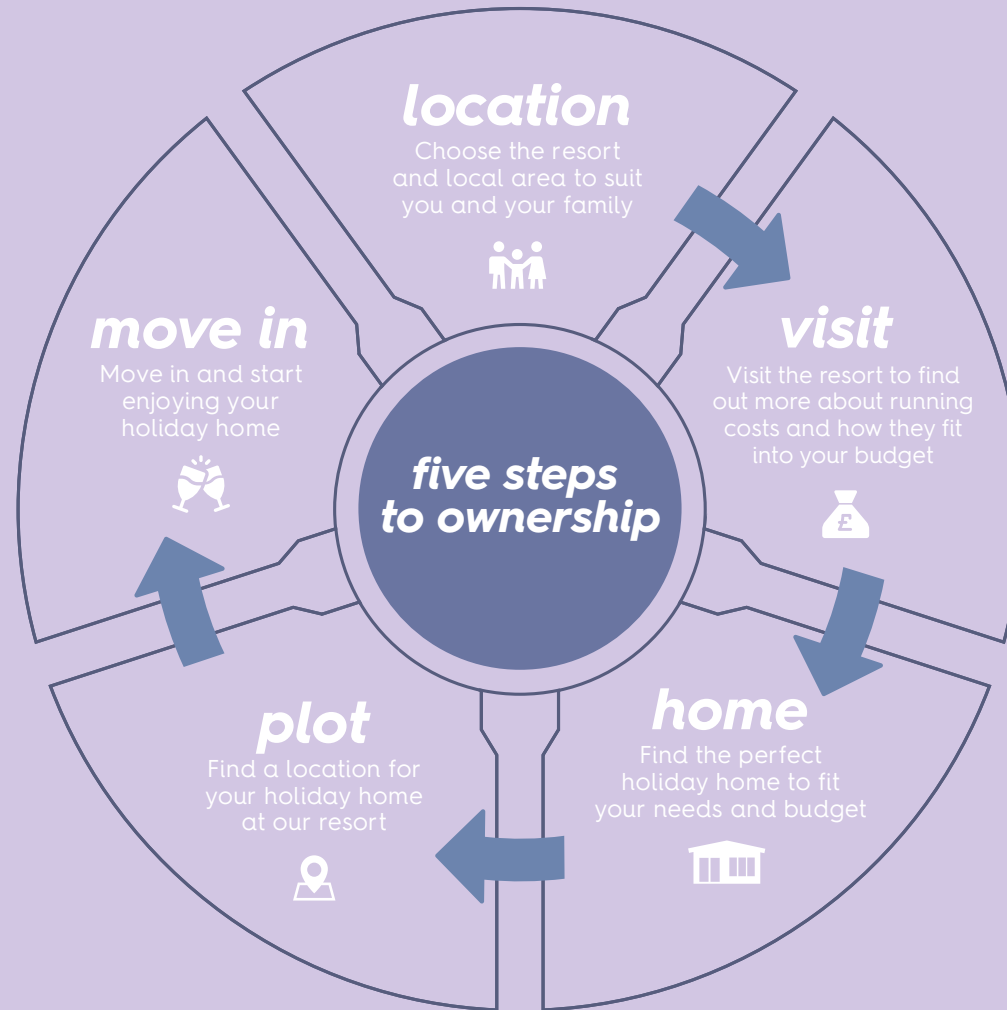 five steps
to ownership
location
Choose the resort
and local area to suit
you and your family
visit
Visit the resort to find
out more about running
costs and how they fit
into your budget
£
home
Find the perfect
holiday home to fit
your needs and budget
plot
Find a location for
your holiday home
at our resort
move in
Move in and start
enjoying your
holiday home